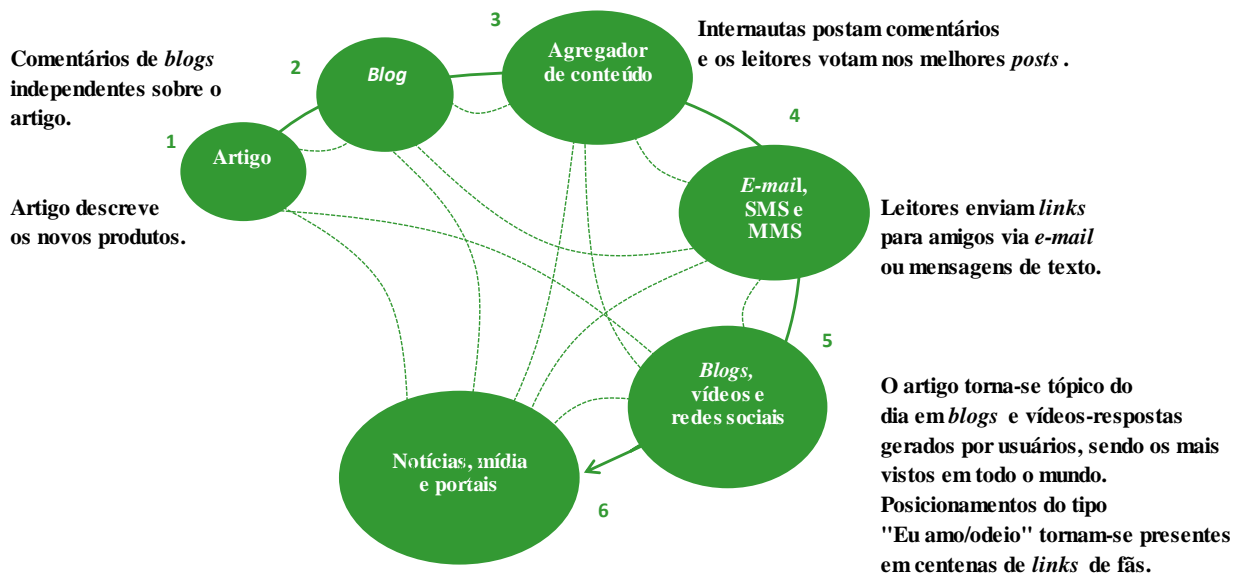 3
Internautas postam comentários
e os leitores votam nos melhores posts.
Agregador
de conteúdo
Comentários de blogs
independentes sobre o
artigo.
2
Blog
4
1
Artigo
E-mail,
SMS e
MMS
Artigo descreve
os novos produtos.
Leitores enviam links
para amigos via e-mail
ou mensagens de texto.
5
Blogs,
vídeos e
redes sociais
O artigo torna-se tópico do
dia em blogs e vídeos-respostas
gerados por usuários, sendo os mais
vistos em todo o mundo.
Posicionamentos do tipo
"Eu amo/odeio" tornam-se presentes
em centenas de links de fãs.
Notícias, mídia
e portais
6